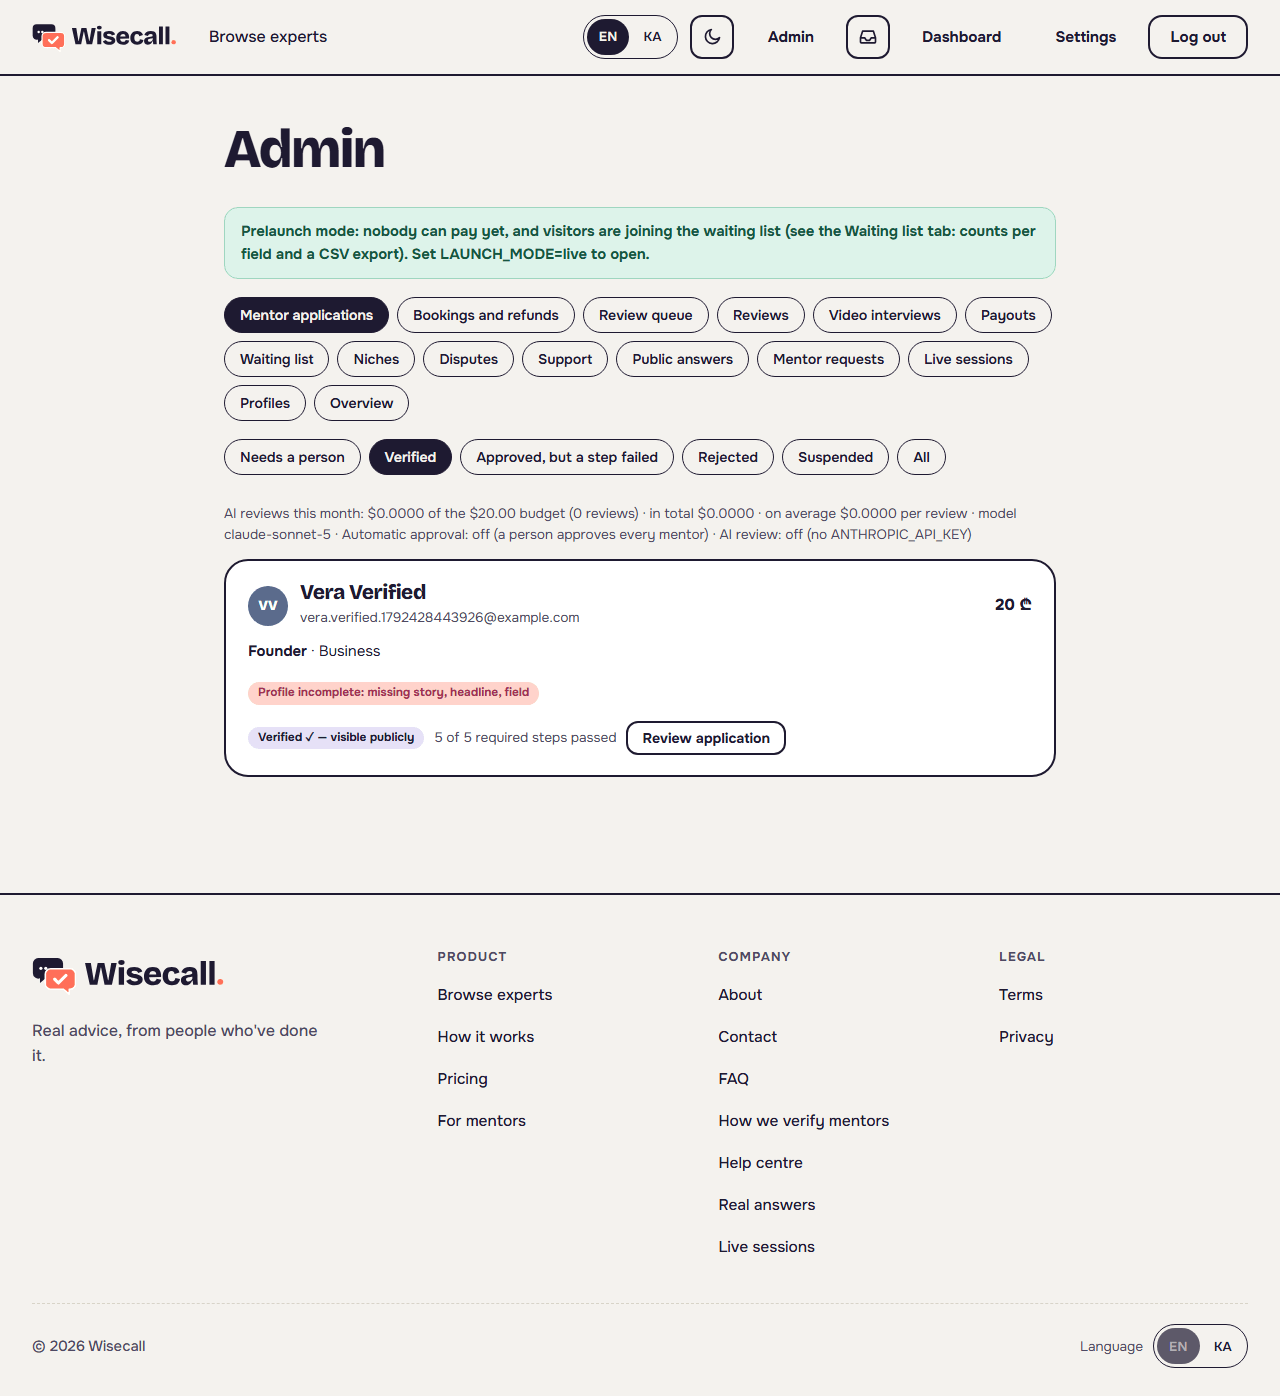 Wisecall.
Browse experts
EN KA
Admin
Dashboard
Settings
Log out
Admin
Prelaunch mode: nobody can pay yet, and visitors are joining the waiting list (see the Waiting list tab: counts per
field and a CSV export). Set LAUNCH_MODE=live to open.
Mentor applications Bookings and refunds Review queue Reviews Video interviews Payouts
Waiting list Niches Disputes Support Public answers Mentor requests Live sessions
Profiles Overview
Needs a person Verified Approved, but a step failed Rejected Suspended All
AI reviews this month: $0.0000 of the $20.00 budget (0 reviews) · in total $0.0000 · on average $0.0000 per review · model
claude-sonnet-5 · Automatic approval: off (a person approves every mentor) · AI review: off (no ANTHROPIC_API_KEY)
VV
Vera Verified
vera.verified.1792428443926@example.com
20 ₾
Founder · Business
Profile incomplete: missing story, headline, field
Verified ✓ — visible publicly 5 of 5 required steps passed Review application
Wisecall.
Real advice, from people who've done
it.
PRODUCT
Browse experts
How it works
Pricing
For mentors
COMPANY
About
Contact
FAQ
How we verify mentors
Help centre
Real answers
Live sessions
LEGAL
Terms
Privacy
© 2026 Wisecall
Language EN KA